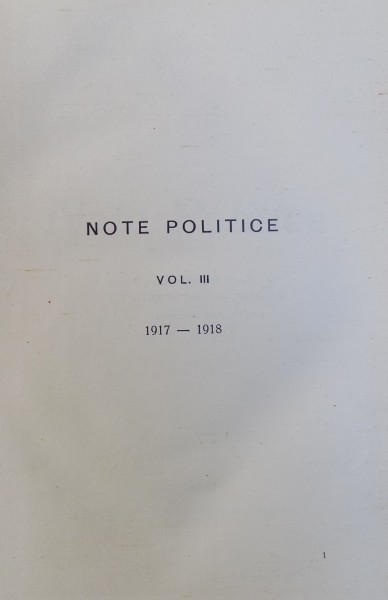 NOTE POLITICE
VOL. III
1917 — 1918
1